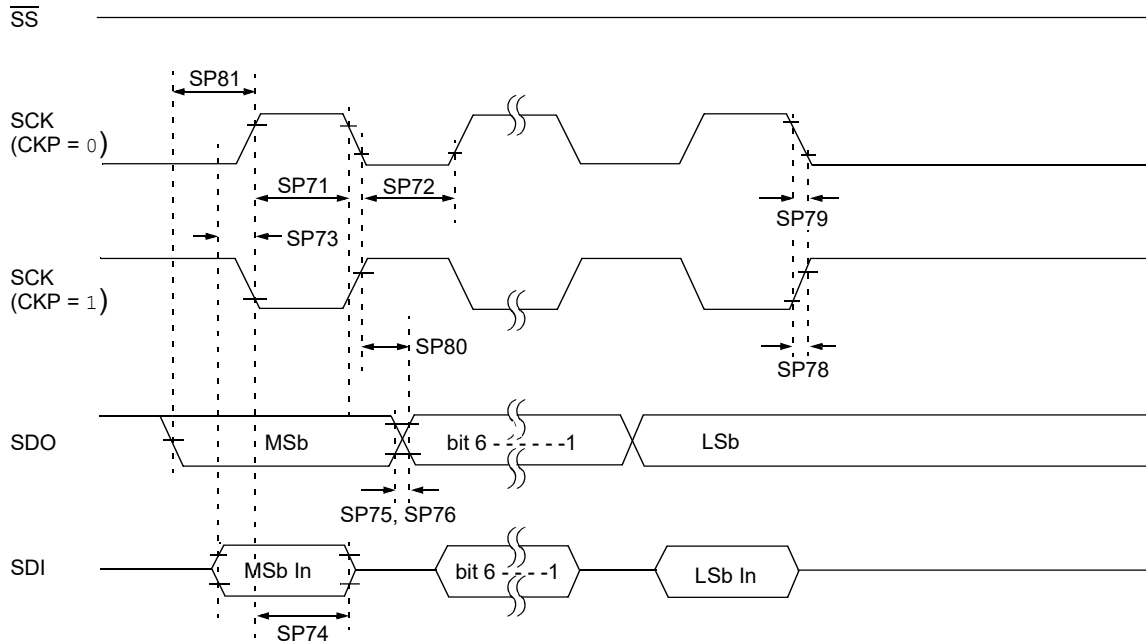 SS
SP81
SCK
(CKP = 0)
SP71
SP72
SP79
SP73
SCK
(CKP = 1)
SP80
SP78
SDO
MSb
bit 6 - - - - - - -1
LSb
SP75, SP76
SDI
MSb In
bit 6 - - - - -1
LSb In
SP74